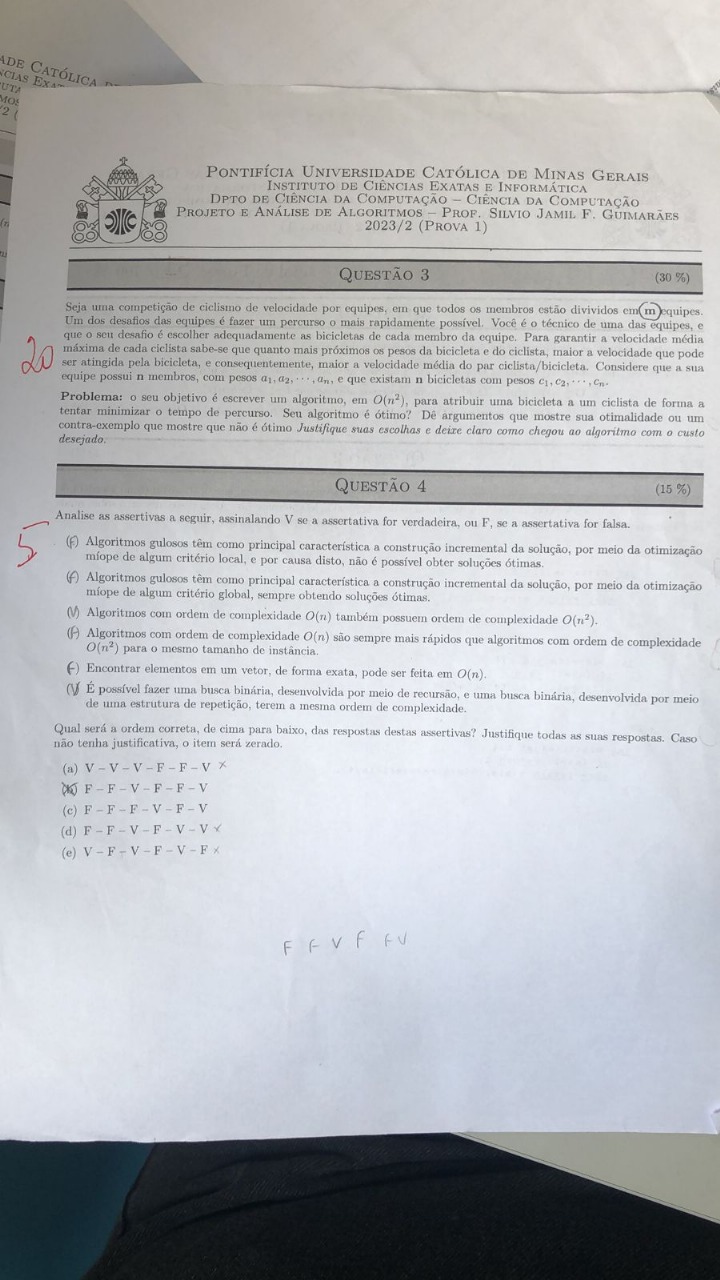 ADE CATÓLICA
PONTIFÍCIA UNIVERSIDADE CATÓLICA DE MINAS GERAIS
INSTITUTO DE CIÊNCIAS EXATAS E INFORMÁTICA
DPTO DE CIÊNCIA DA COMPUTAÇÃO – CIÊNCIA DA COMPUTAÇÃO
PROJETO E ANÁLISE DE ALGORITMOS – PROF. SILVIO JAMIL F. GUIMARÃES
2023/2 (PROVA 1)
QUESTÃO 3 (30 %)
20
Seja uma competição de ciclismo de velocidade por equipes, em que todos os membros estão divividos em m equipes.
Um dos desafios das equipes é fazer um percurso o mais rapidamente possível. Você é o técnico de uma das equipes, e
que o seu desafio é escolher adequadamente as bicicletas de cada membro da equipe. Para garantir a velocidade média
máxima de cada ciclista sabe-se que quanto mais próximos os pesos da bicicleta e do ciclista, maior a velocidade que pode
ser atingida pela bicicleta, e consequentemente, maior a velocidade média do par ciclista/bicicleta. Considere que a sua
equipe possui n membros, com pesos a₁, a₂, ⋯, aₙ, e que existam n bicicletas com pesos c₁, c₂, ⋯, cₙ.
Problema: o seu objetivo é escrever um algoritmo, em O(n²), para atribuir uma bicicleta a um ciclista de forma a
tentar minimizar o tempo de percurso. Seu algoritmo é ótimo? Dê argumentos que mostre sua otimalidade ou um
contra-exemplo que mostre que não é ótimo Justifique suas escolhas e deixe claro como chegou ao algoritmo com o custo
desejado.
QUESTÃO 4 (15 %)
5
Analise as assertivas a seguir, assinalando V se a assertativa for verdadeira, ou F, se a assertativa for falsa.
(F) Algoritmos gulosos têm como principal característica a construção incremental da solução, por meio da otimização
míope de algum critério local, e por causa disto, não é possível obter soluções ótimas.
(F) Algoritmos gulosos têm como principal característica a construção incremental da solução, por meio da otimização
míope de algum critério global, sempre obtendo soluções ótimas.
(V) Algoritmos com ordem de complexidade O(n) também possuem ordem de complexidade O(n²).
(F) Algoritmos com ordem de complexidade O(n) são sempre mais rápidos que algoritmos com ordem de complexidade
O(n²) para o mesmo tamanho de instância.
(F) Encontrar elementos em um vetor, de forma exata, pode ser feita em O(n).
(V) É possível fazer uma busca binária, desenvolvida por meio de recursão, e uma busca binária, desenvolvida por meio
de uma estrutura de repetição, terem a mesma ordem de complexidade.
Qual será a ordem correta, de cima para baixo, das respostas destas assertivas? Justifique todas as suas respostas. Caso
não tenha justificativa, o item será zerado.
(a) V – V – V – F – F – V ×
(b) F – F – V – F – F – V
(c) F – F – F – V – F – V
(d) F – F – V – F – V – V ×
(e) V – F – V – F – V – F ×
F F V F F V